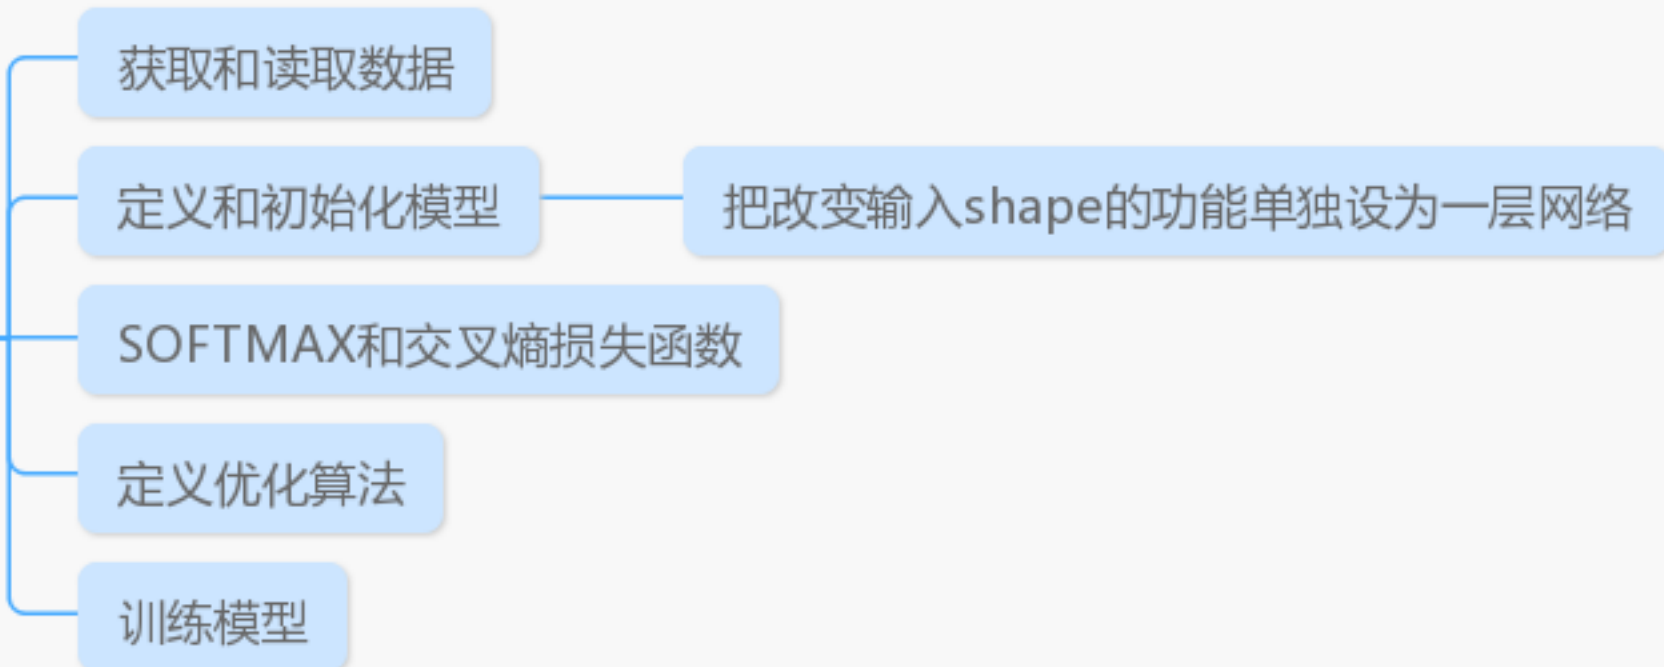 获取和读取数据
定义和初始化模型
把改变输入shape的功能单独设为一层网络
SOFTMAX和交叉熵损失函数
定义优化算法
训练模型